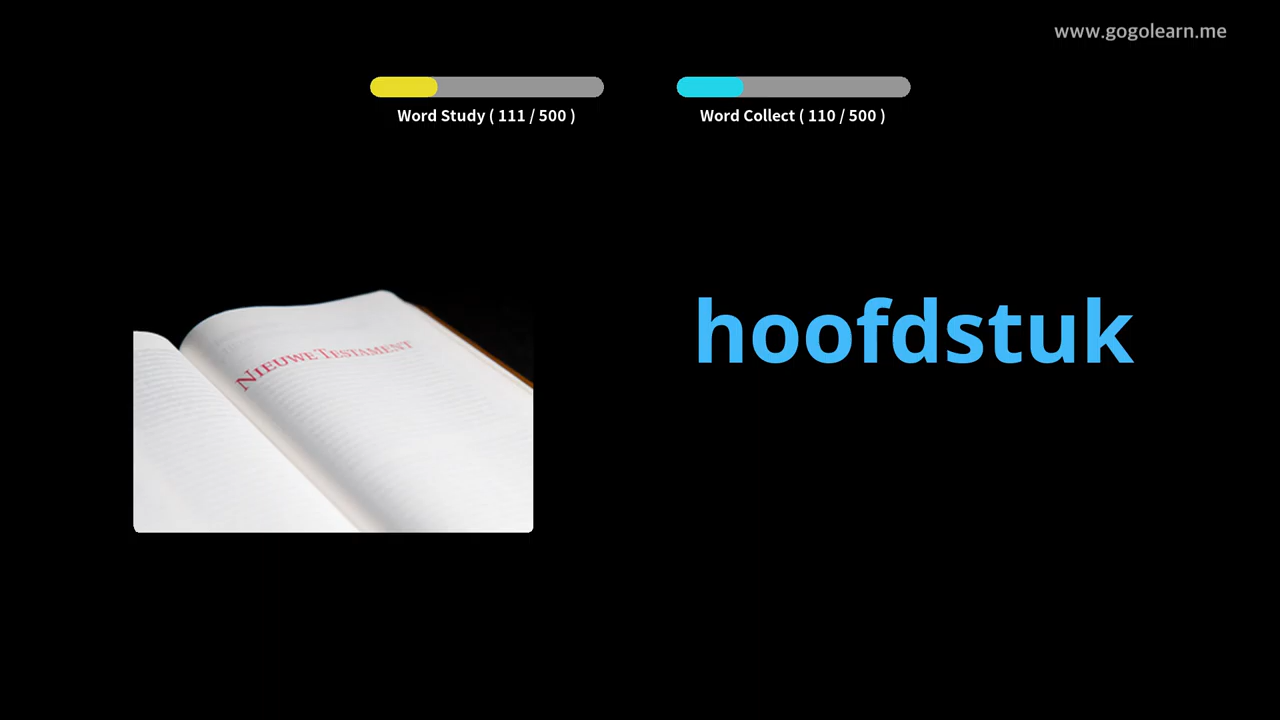 www.gogolearn.me
Word Study ( 111 / 500 )
Word Collect ( 110 / 500 )
NIEUWE TESTAMENT
hoofdstuk